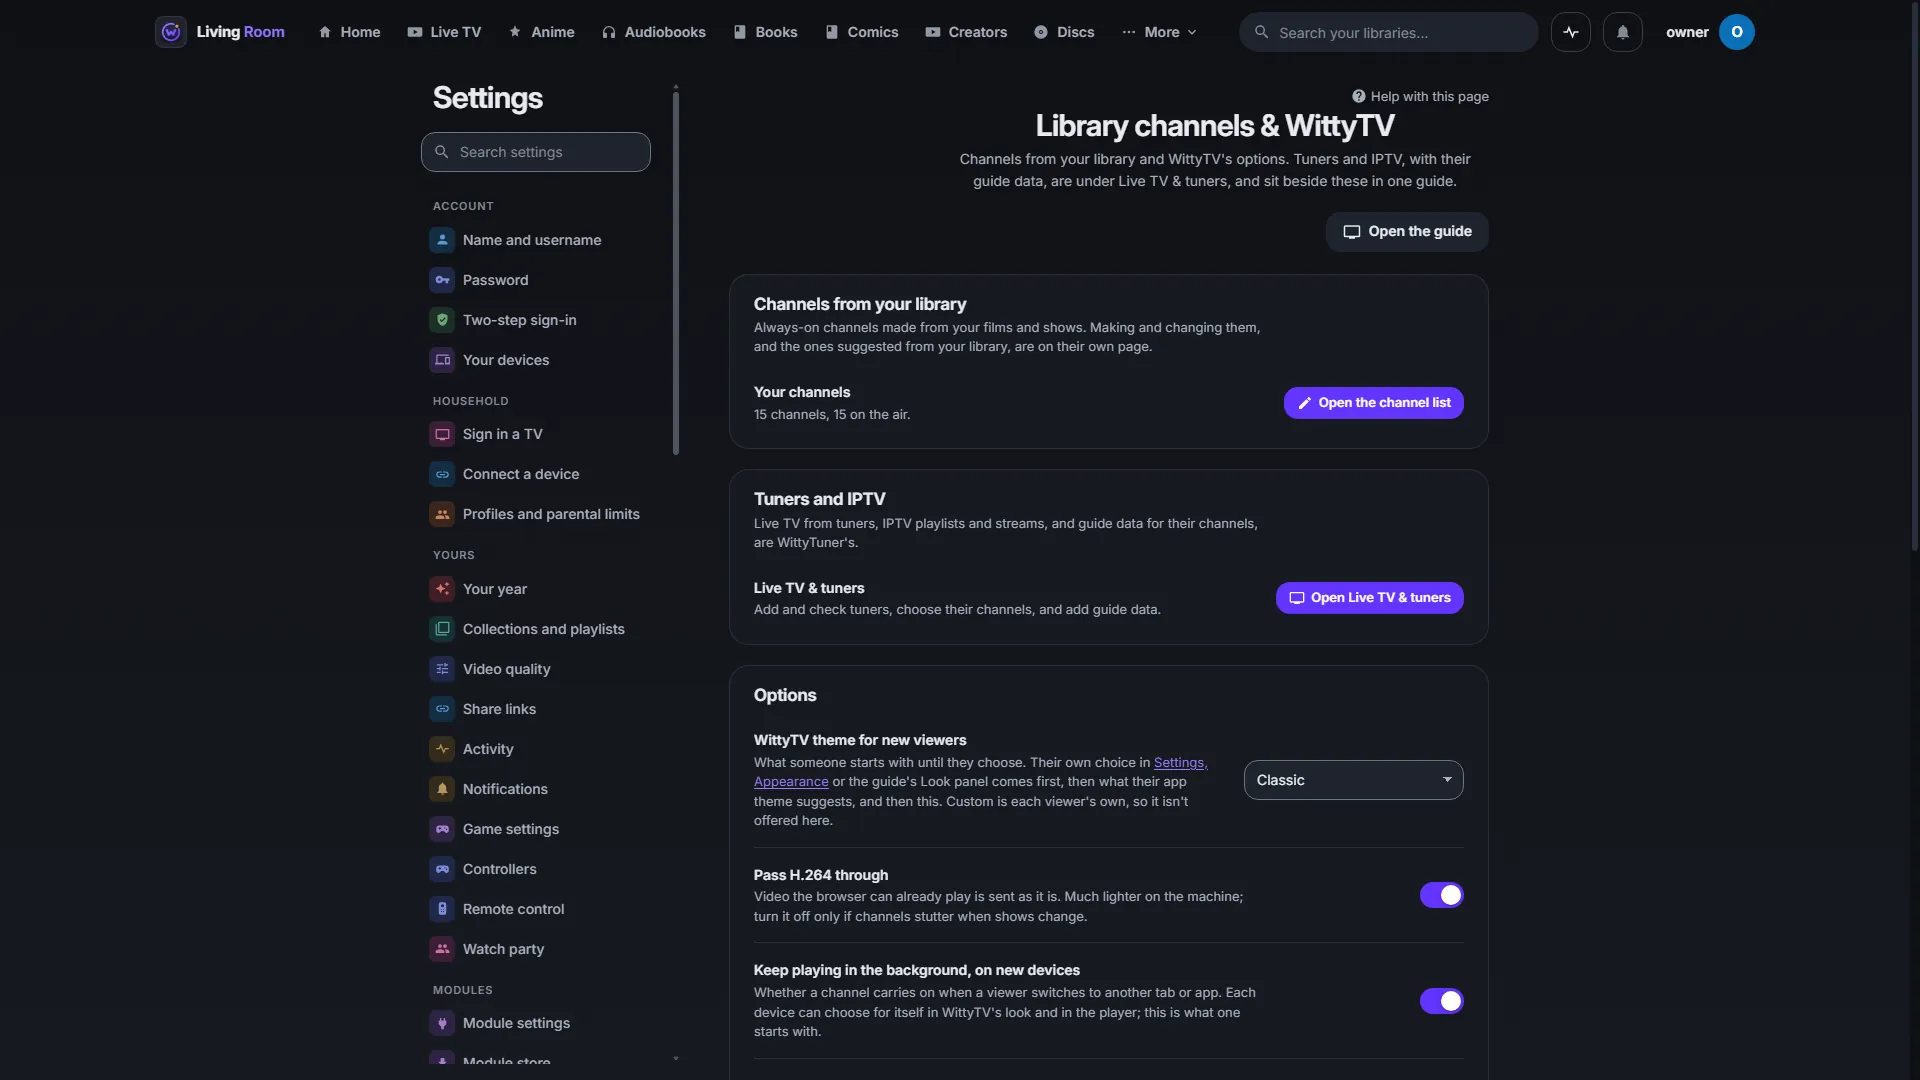 Living Room
Home
Live TV
Anime
Audiobooks
Books
Comics
Creators
Discs
More
Search your libraries...
owner
O
Settings
Search settings
ACCOUNT
Name and username
Password
Two-step sign-in
Your devices
HOUSEHOLD
Sign in a TV
Connect a device
Profiles and parental limits
YOURS
Your year
Collections and playlists
Video quality
Share links
Activity
Notifications
Game settings
Controllers
Remote control
Watch party
MODULES
Module settings
Module store
Help with this page
Library channels & WittyTV
Channels from your library and WittyTV's options. Tuners and IPTV, with their
guide data, are under Live TV & tuners, and sit beside these in one guide.
Open the guide
Channels from your library
Always-on channels made from your films and shows. Making and changing them,
and the ones suggested from your library, are on their own page.
Your channels
15 channels, 15 on the air.
Open the channel list
Tuners and IPTV
Live TV from tuners, IPTV playlists and streams, and guide data for their channels,
are WittyTuner's.
Live TV & tuners
Add and check tuners, choose their channels, and add guide data.
Open Live TV & tuners
Options
WittyTV theme for new viewers
What someone starts with until they choose. Their own choice in Settings,
Appearance or the guide's Look panel comes first, then what their app
theme suggests, and then this. Custom is each viewer's own, so it isn't
offered here.
Classic
Pass H.264 through
Video the browser can already play is sent as it is. Much lighter on the machine;
turn it off only if channels stutter when shows change.
Keep playing in the background, on new devices
Whether a channel carries on when a viewer switches to another tab or app. Each
device can choose for itself in WittyTV's look and in the player; this is what one
starts with.